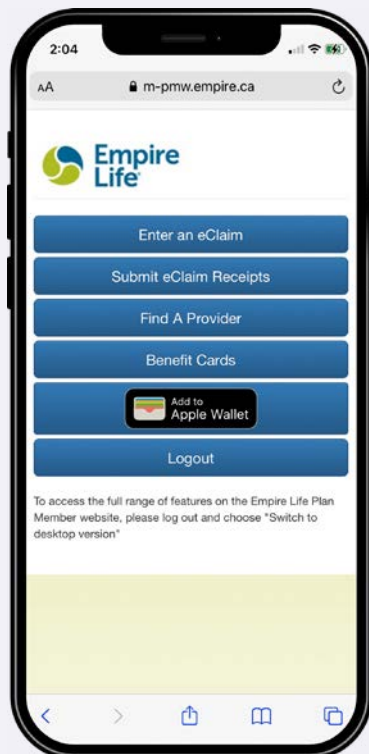 2:04
AA m-pmw.empire.ca
Empire
Life
Enter an eClaim
Submit eClaim Receipts
Find A Provider
Benefit Cards
Add to
Apple Wallet
Logout
To access the full range of features on the Empire Life Plan
Member website, please log out and choose "Switch to
desktop version"